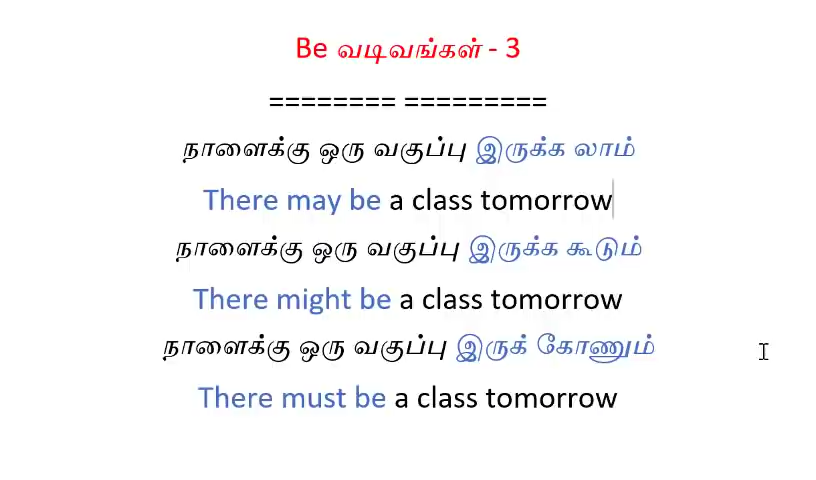 Be வடிவங்கள் - 3
======== =========
நாளைக்கு ஒரு வகுப்பு இருக்க லாம்
There may be a class tomorrow
நாளைக்கு ஒரு வகுப்பு இருக்க கூடும்
There might be a class tomorrow
நாளைக்கு ஒரு வகுப்பு இருக் கோணும்
There must be a class tomorrow